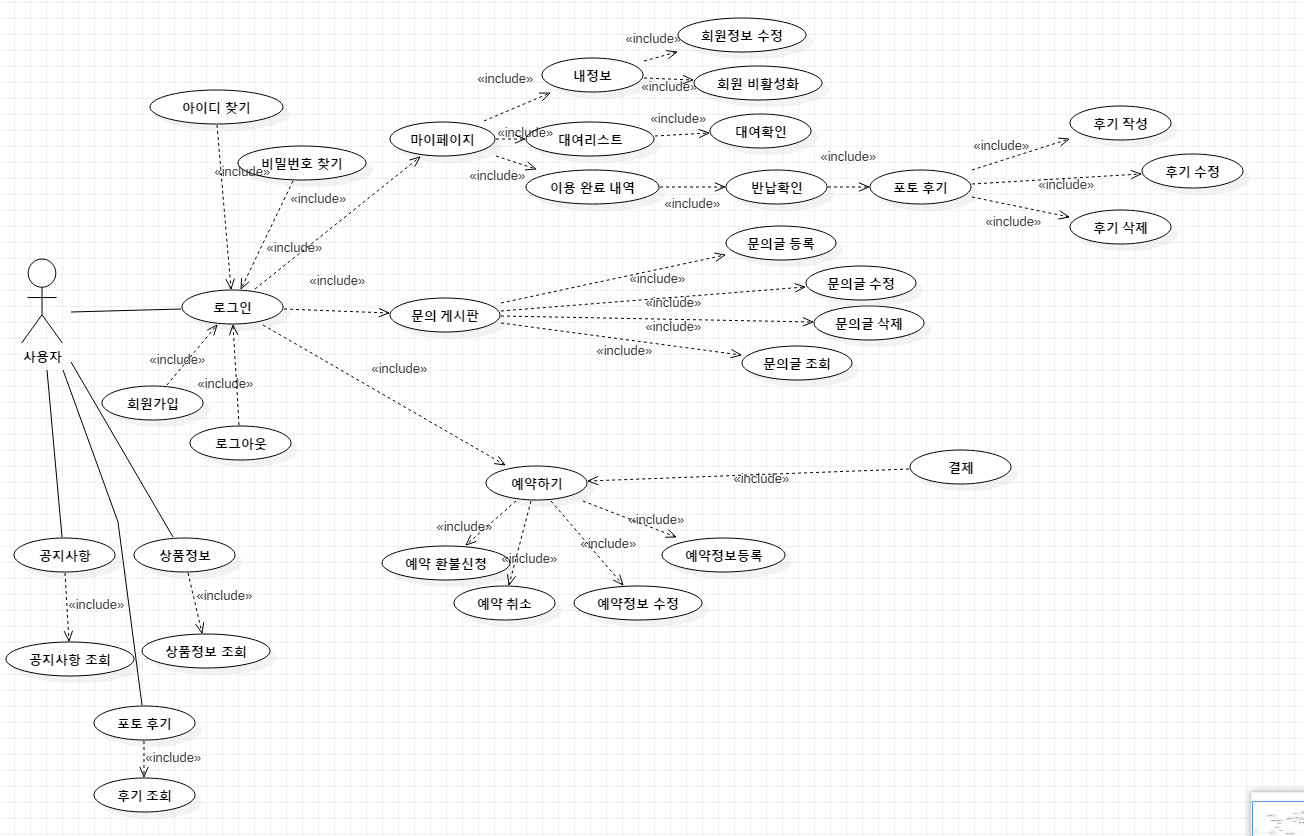 «include»
회원정보 수정
내정보
«include»
회원 비활성화
«include»
아이디 찾기
마이페이지
«include»
대여리스트
«include»
대여확인
후기 작성
비밀번호 찾기
«include»
«include»
이용 완료 내역
«include»
반납확인
«include»
포토 후기
«include»
«include»
후기 수정
«include»
후기 삭제
«include»
«include»
문의글 등록
«include»
로그인
«include»
문의 게시판
«include»
문의글 수정
«include»
문의글 삭제
«include»
문의글 조회
사용자
«include»
회원가입
«include»
로그아웃
«include»
예약하기
«include»
결제
«include»
예약 환불신청
«include»
예약 취소
«include»
예약정보 수정
«include»
예약정보등록
공지사항
상품정보
«include»
«include»
공지사항 조회
상품정보 조회
포토 후기
«include»
후기 조회